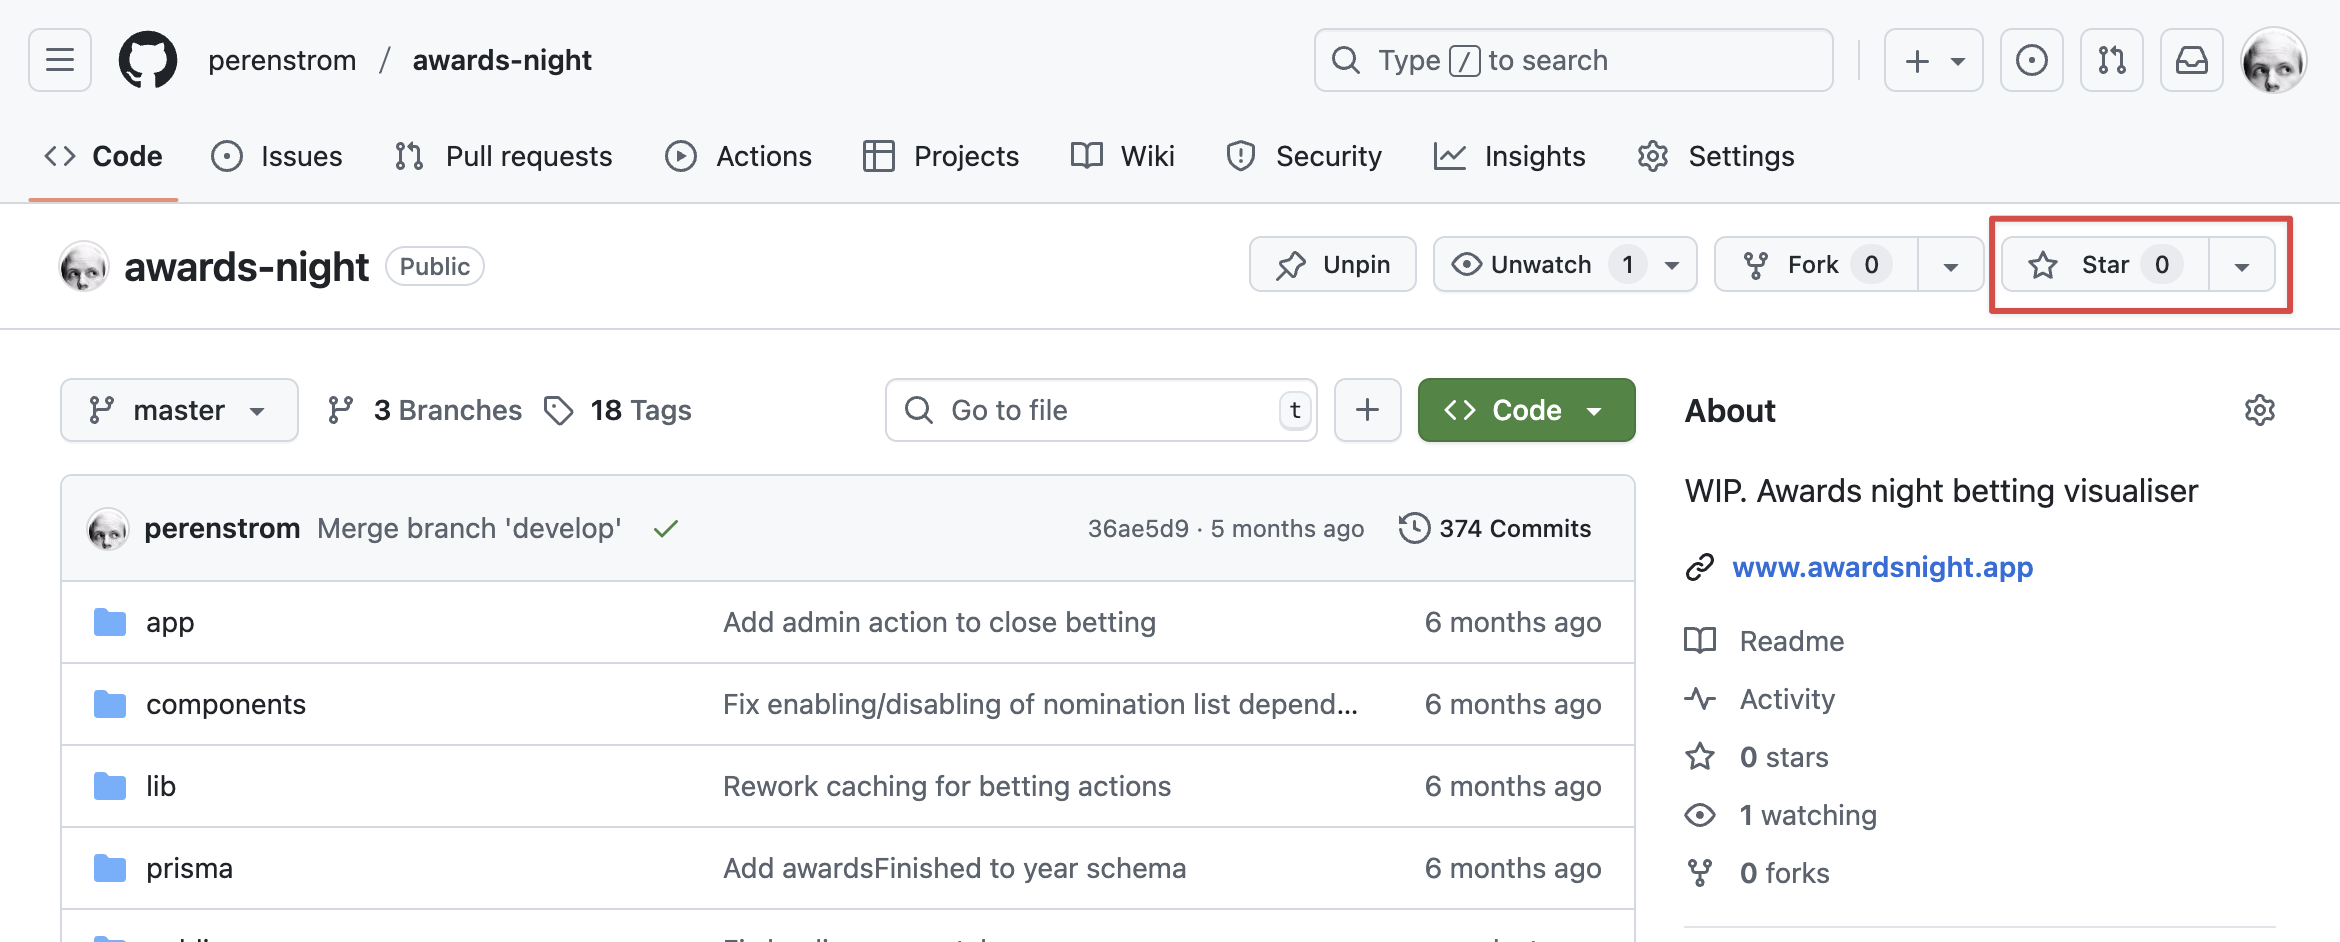 perenstrom / awards-night
Type / to search
Code Issues Pull requests Actions Projects Wiki Security Insights Settings
awards-night Public
Unpin Unwatch 1 Fork 0 Star 0
master 3 Branches 18 Tags
Go to file t
Code
perenstrom Merge branch 'develop' 36ae5d9 · 5 months ago 374 Commits
app Add admin action to close betting 6 months ago
components Fix enabling/disabling of nomination list depend... 6 months ago
lib Rework caching for betting actions 6 months ago
prisma Add awardsFinished to year schema 6 months ago
About
WIP. Awards night betting visualiser
www.awardsnight.app
Readme
Activity
0 stars
1 watching
0 forks